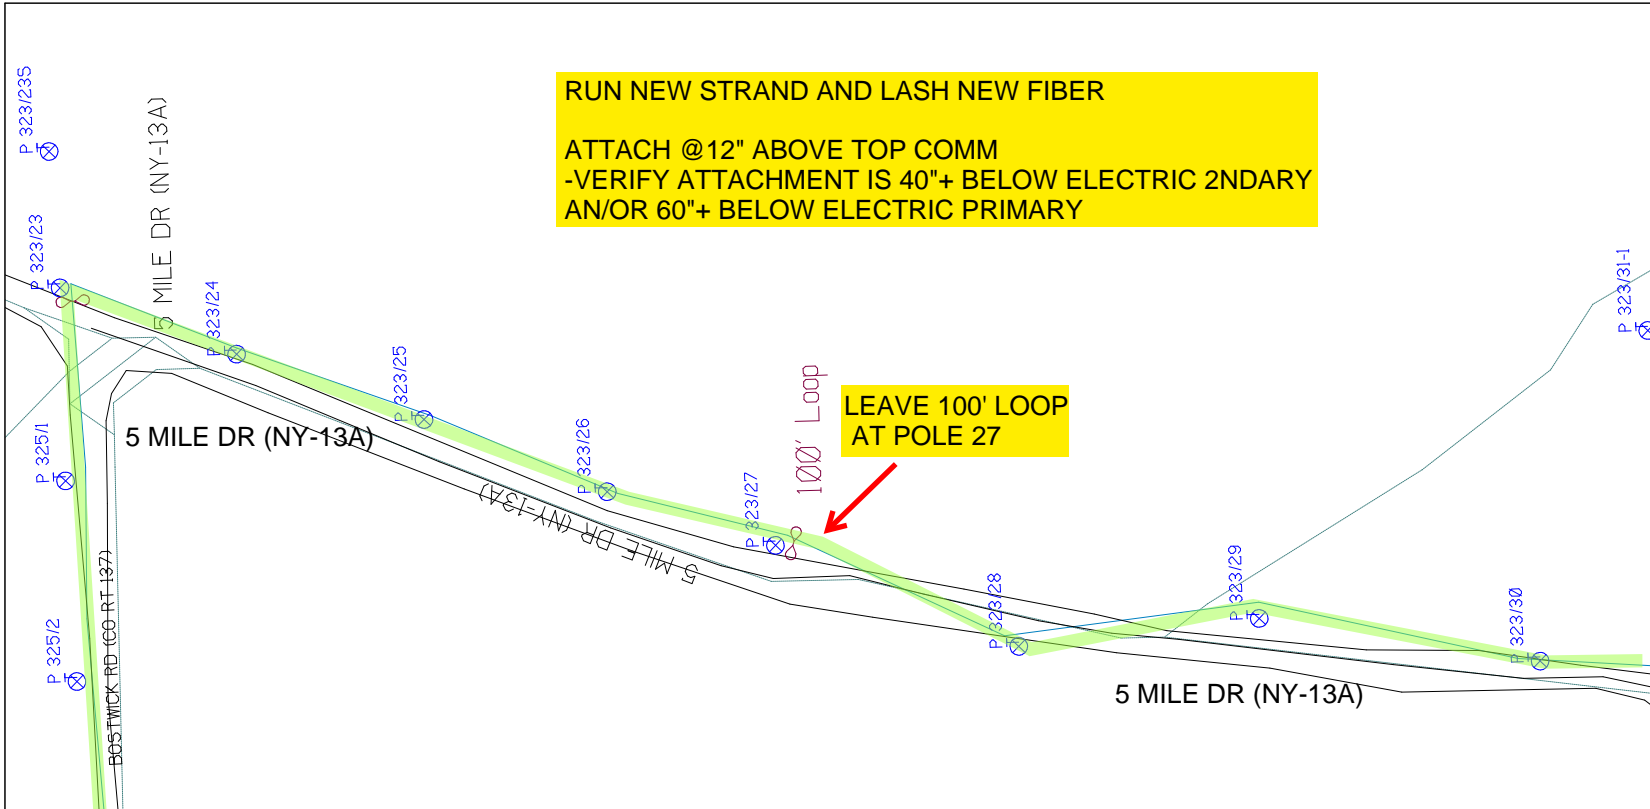 RUN NEW STRAND AND LASH NEW FIBER
ATTACH @12" ABOVE TOP COMM
-VERIFY ATTACHMENT IS 40"+ BELOW ELECTRIC 2NDARY
AN/OR 60"+ BELOW ELECTRIC PRIMARY
P 323/23S
5 MILE DR (NY-13A)
P 323/23
P 323/24
P 323/25
P 323/26
P 323/27
100' Loop
LEAVE 100' LOOP
AT POLE 27
P 323/28
P 323/29
P 323/30
P 323/31-1
5 MILE DR (NY-13A)
5 MILE DR (NY-13A)
5 MILE DR (NY-13A)
P 325/1
P 325/2
BOSTWICK RD (CO RT 137)